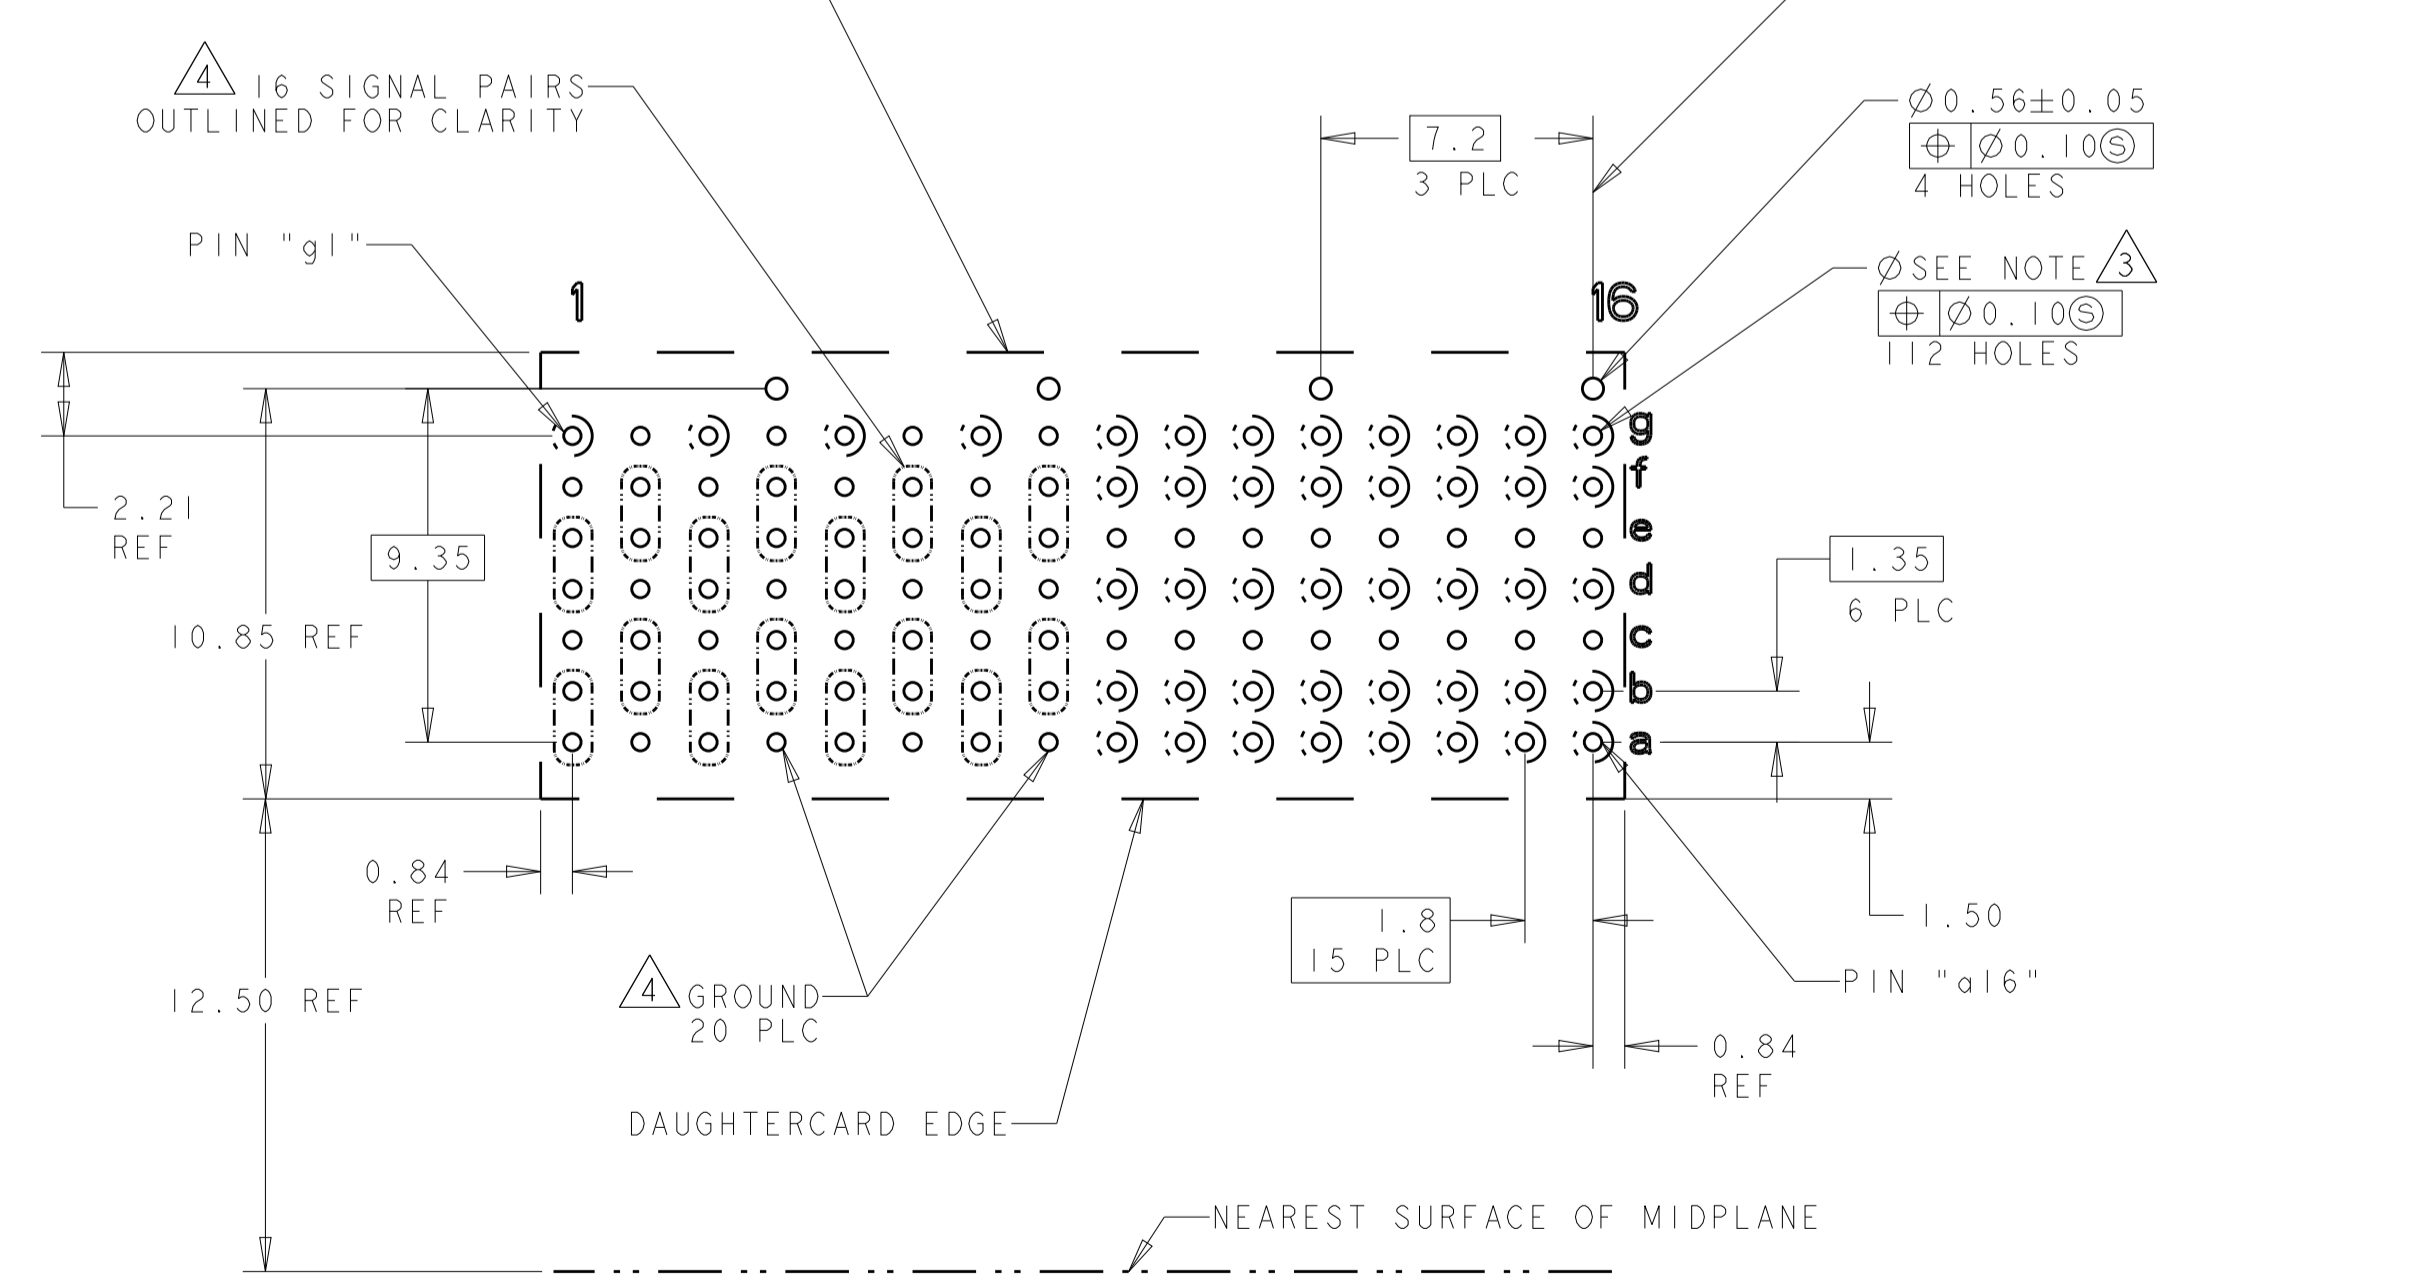 4 16 SIGNAL PAIRS
OUTLINED FOR CLARITY
7.2
3 PLC
Ø0.56±0.05
⌖ Ø0.10Ⓢ
4 HOLES
PIN "g1"
ØSEE NOTE 3
⌖ Ø0.10Ⓢ
112 HOLES
1
16
g
f
e
d
c
b
a
2.21
REF
9.35
10.85 REF
1.35
6 PLC
0.84
REF
1.8
15 PLC
1.50
PIN "a16"
12.50 REF
4 GROUND
20 PLC
0.84
REF
DAUGHTERCARD EDGE
NEAREST SURFACE OF MIDPLANE